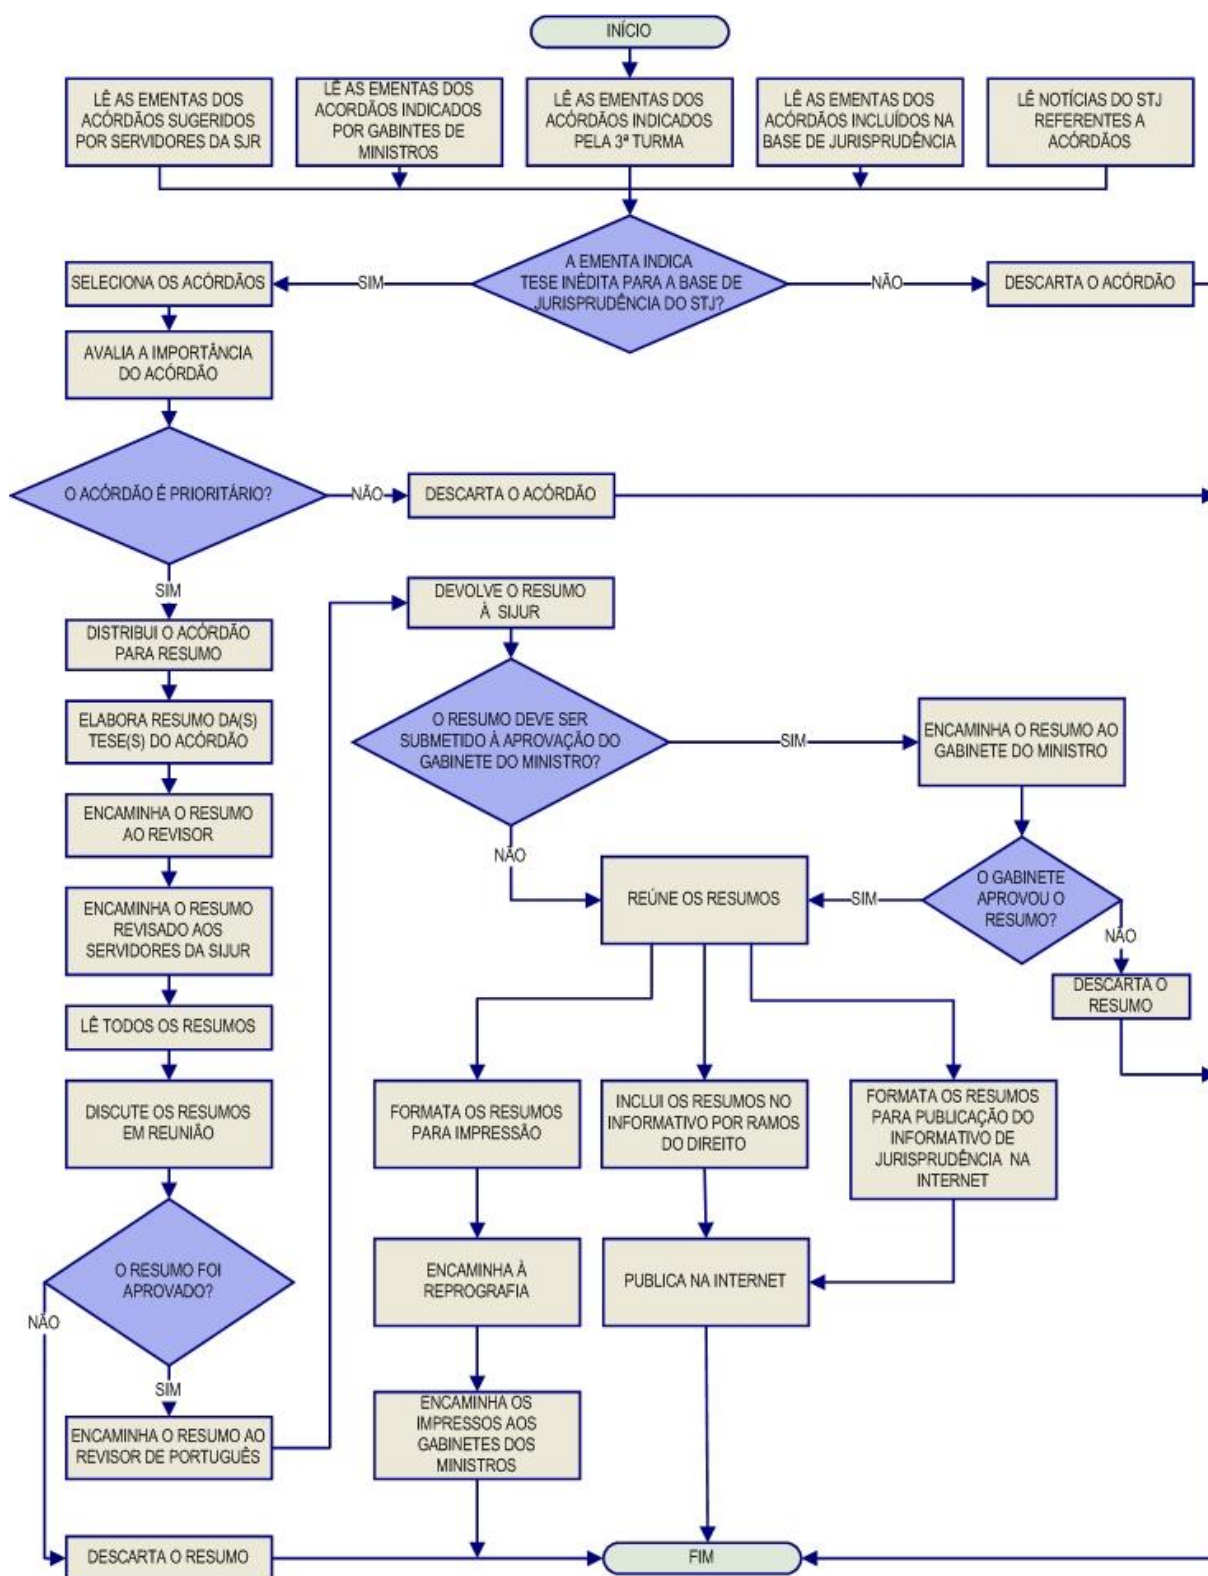 INÍCIO
LÊ AS EMENTAS DOS
ACÓRDÃOS SUGERIDOS
POR SERVIDORES DA SJR
LÊ AS EMENTAS DOS
ACORDÃOS INDICADOS
POR GABINTES DE
MINISTROS
LÊ AS EMENTAS DOS
ACÓRDÃOS INDICADOS
PELA 3ª TURMA
LÊ AS EMENTAS DOS
ACÓRDÃOS INCLUÍDOS NA
BASE DE JURISPRUDÊNCIA
LÊ NOTÍCIAS DO STJ
REFERENTES A
ACÓRDÃOS
A EMENTA INDICA
TESE INÉDITA PARA A BASE DE
JURISPRUDÊNCIA DO STJ?
SIM
NÃO
SELECIONA OS ACÓRDÃOS
DESCARTA O ACÓRDÃO
AVALIA A IMPORTÂNCIA
DO ACÓRDÃO
O ACÓRDÃO É PRIORITÁRIO?
NÃO
DESCARTA O ACÓRDÃO
SIM
DISTRIBUI O ACÓRDÃO
PARA RESUMO
ELABORA RESUMO DA(S)
TESE(S) DO ACÓRDÃO
ENCAMINHA O RESUMO
AO REVISOR
ENCAMINHA O RESUMO
REVISADO AOS
SERVIDORES DA SIJUR
LÊ TODOS OS RESUMOS
DISCUTE OS RESUMOS
EM REUNIÃO
O RESUMO FOI
APROVADO?
NÃO
SIM
ENCAMINHA O RESUMO AO
REVISOR DE PORTUGUÊS
DESCARTA O RESUMO
DEVOLVE O RESUMO
À SIJUR
O RESUMO DEVE SER
SUBMETIDO À APROVAÇÃO DO
GABINETE DO MINISTRO?
SIM
ENCAMINHA O RESUMO AO
GABINETE DO MINISTRO
NÃO
O GABINETE
APROVOU O
RESUMO?
SIM
NÃO
DESCARTA O
RESUMO
REÚNE OS RESUMOS
FORMATA OS RESUMOS
PARA IMPRESSÃO
INCLUI OS RESUMOS NO
INFORMATIVO POR RAMOS
DO DIREITO
FORMATA OS RESUMOS
PARA PUBLICAÇÃO DO
INFORMATIVO DE
JURISPRUDÊNCIA NA
INTERNET
ENCAMINHA À
REPROGRAFIA
PUBLICA NA INTERNET
ENCAMINHA OS
IMPRESSOS AOS
GABINETES DOS
MINISTROS
FIM